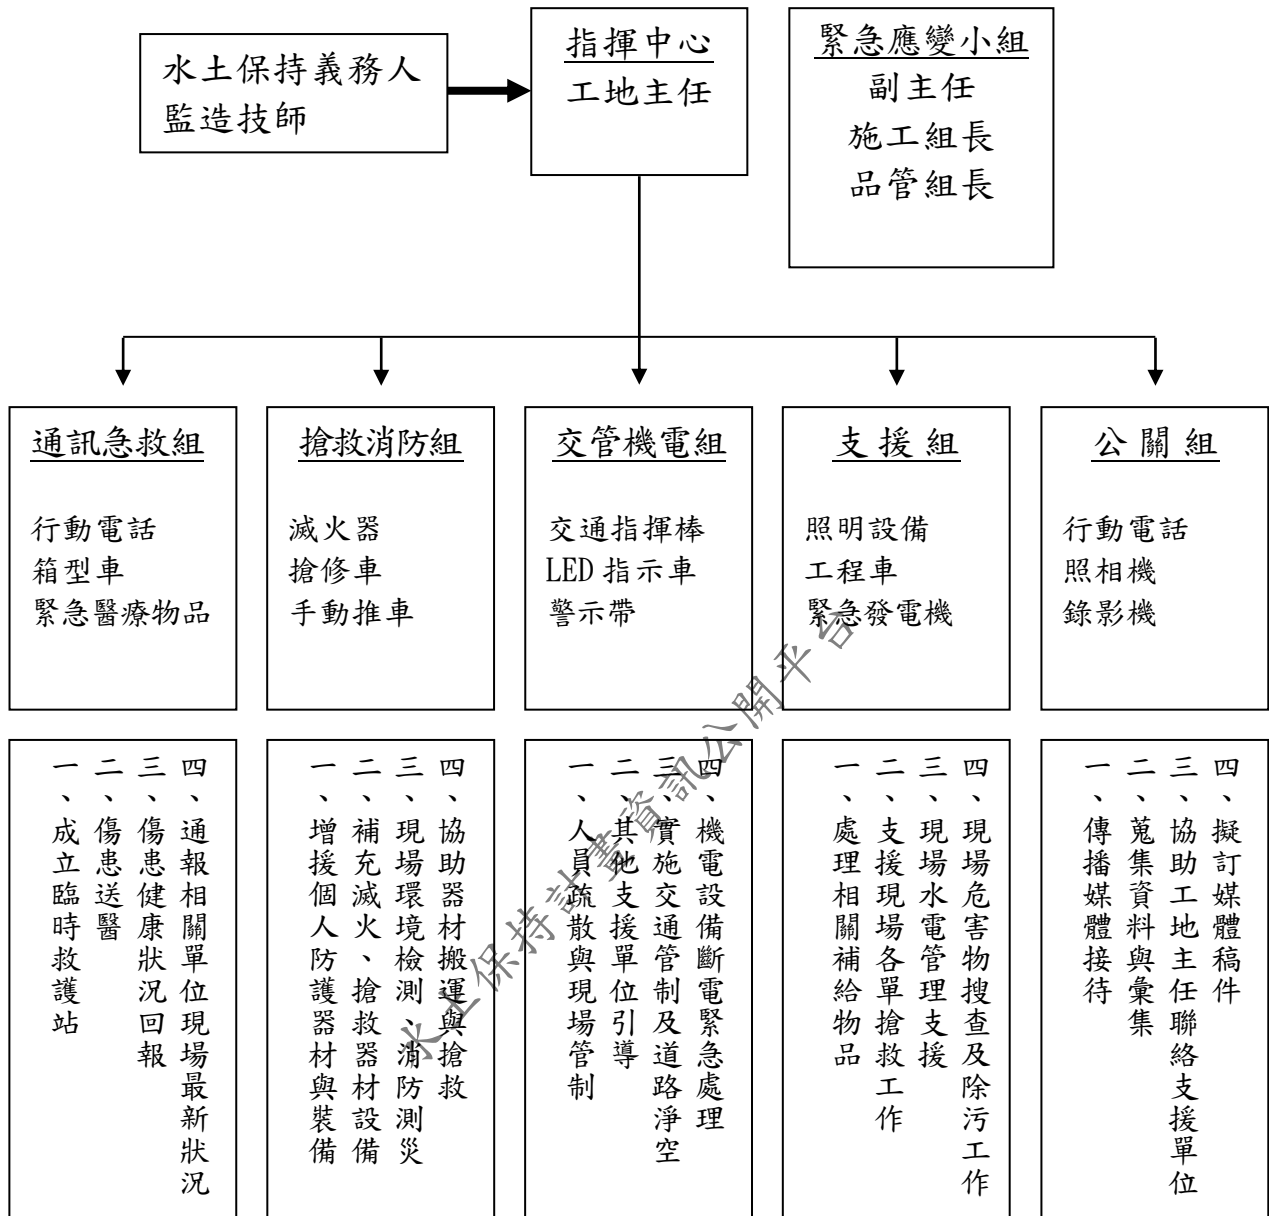 水土保持義務人
監造技師
指揮中心
工地主任
緊急應變小組
副主任
施工組長
品管組長
通訊急救組
行動電話
箱型車
緊急醫療物品
搶救消防組
滅火器
搶修車
手動推車
交管機電組
交通指揮棒
LED 指示車
警示帶
支援組
照明設備
工程車
緊急發電機
公關組
行動電話
照相機
錄影機
一、成立臨時救護站
二、傷患送醫
三、傷患健康狀況回報
四、通報相關單位現場最新狀況
一、增援個人防護器材與裝備
二、補充滅火、搶救器材設備
三、現場環境檢測、消防測災
四、協助器材搬運與搶救
一、人員疏散與現場管制
二、其他支援單位引導
三、實施交通管制及道路淨空
四、機電設備斷電緊急處理
一、處理相關補給物品
二、支援現場各單搶救工作
三、現場水電管理支援
四、現場危害物搜查及除污工作
一、傳播媒體接待
二、蒐集資料與彙集
三、協助工地主任聯絡支援單位
四、擬訂媒體稿件
水土保持計畫資訊公開平台